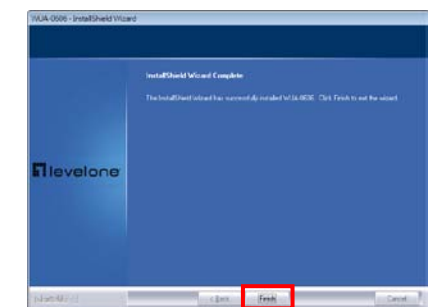 WUA-0606 - InstallShield Wizard
InstallShield Wizard Complete
The InstallShield Wizard has successfully installed WUA-0606. Click Finish to exit the wizard.
levelone
InstallShield
< Back
Finish
Cancel